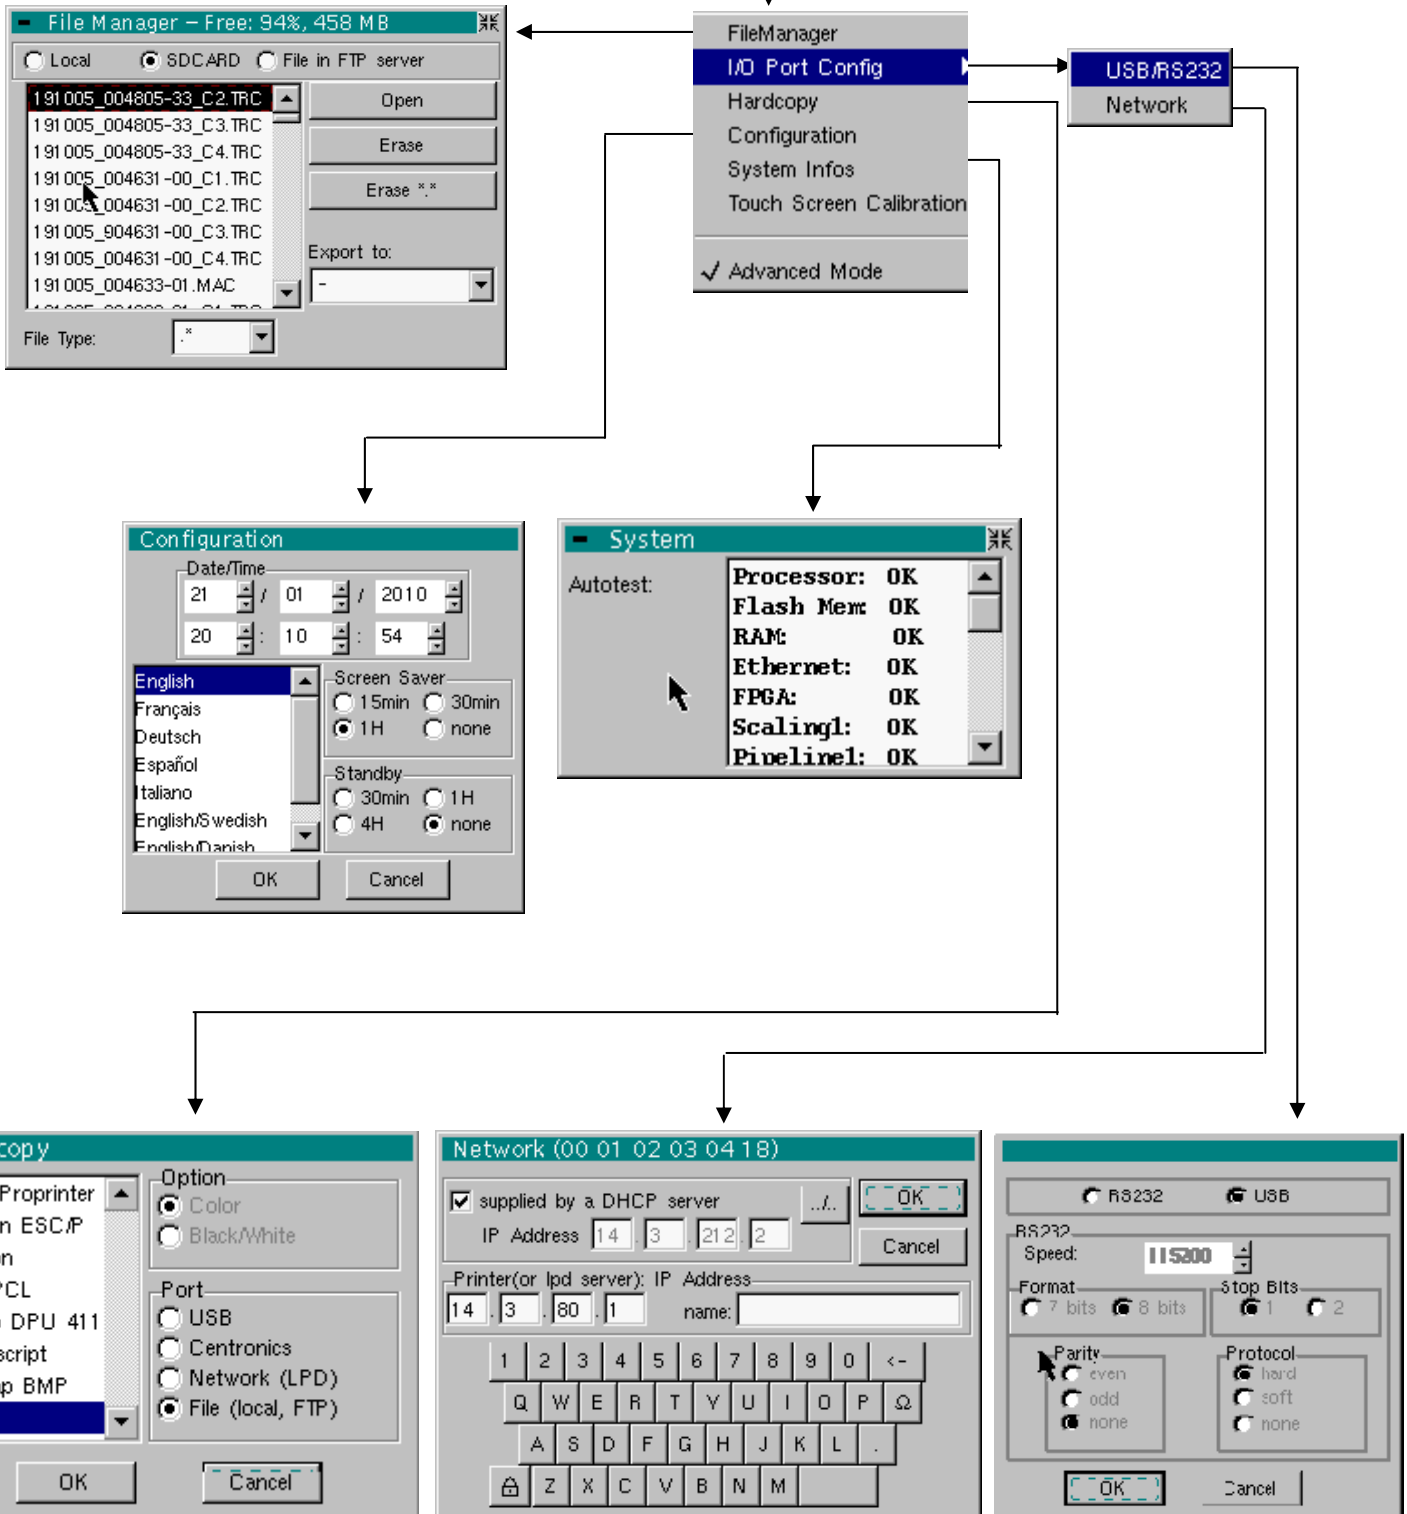 File Manager – Free: 94%, 458 MB
Local SDCARD File in FTP server
191005_004805-33_C2.TRC
191005_004805-33_C3.TRC
191005_004805-33_C4.TRC
191005_004631-00_C1.TRC
191005_004631-00_C2.TRC
191005_904631-00_C3.TRC
191005_004631-00_C4.TRC
191005_004633-01.MAC
Open
Erase
Erase *.*
Export to:
-
File Type: .*
FileManager
I/O Port Config
Hardcopy
Configuration
System Infos
Touch Screen Calibration
✓ Advanced Mode
USB/RS232
Network
Configuration
Date/Time
21 / 01 / 2010
20 : 10 : 54
English
Français
Deutsch
Español
Italiano
English/Swedish
English/Danish
Screen Saver
15min 30min
1H none
Standby
30min 1H
4H none
OK Cancel
System
Autotest:
Processor: OK
Flash Mem: OK
RAM: OK
Ethernet: OK
FPGA: OK
Scaling1: OK
Pipeline1: OK
copy
Proprinter
n ESC/P
n
CL
DPU 411
script
p BMP
Option
Color
Black/White
Port
USB
Centronics
Network (LPD)
File (local, FTP)
OK Cancel
Network (00 01 02 03 04 18)
supplied by a DHCP server ../..
IP Address 14 . 3 . 212 . 2
OK
Cancel
Printer(or lpd server): IP Address
14 . 3 . 80 . 1 name:
1 2 3 4 5 6 7 8 9 0 <-
Q W E R T Y U I O P Ω
A S D F G H J K L .
Z X C V B N M
RS232 USB
RS232
Speed: 115200
Format
7 bits 8 bits
Stop Bits
1 2
Parity
even
odd
none
Protocol
hard
soft
none
OK Cancel